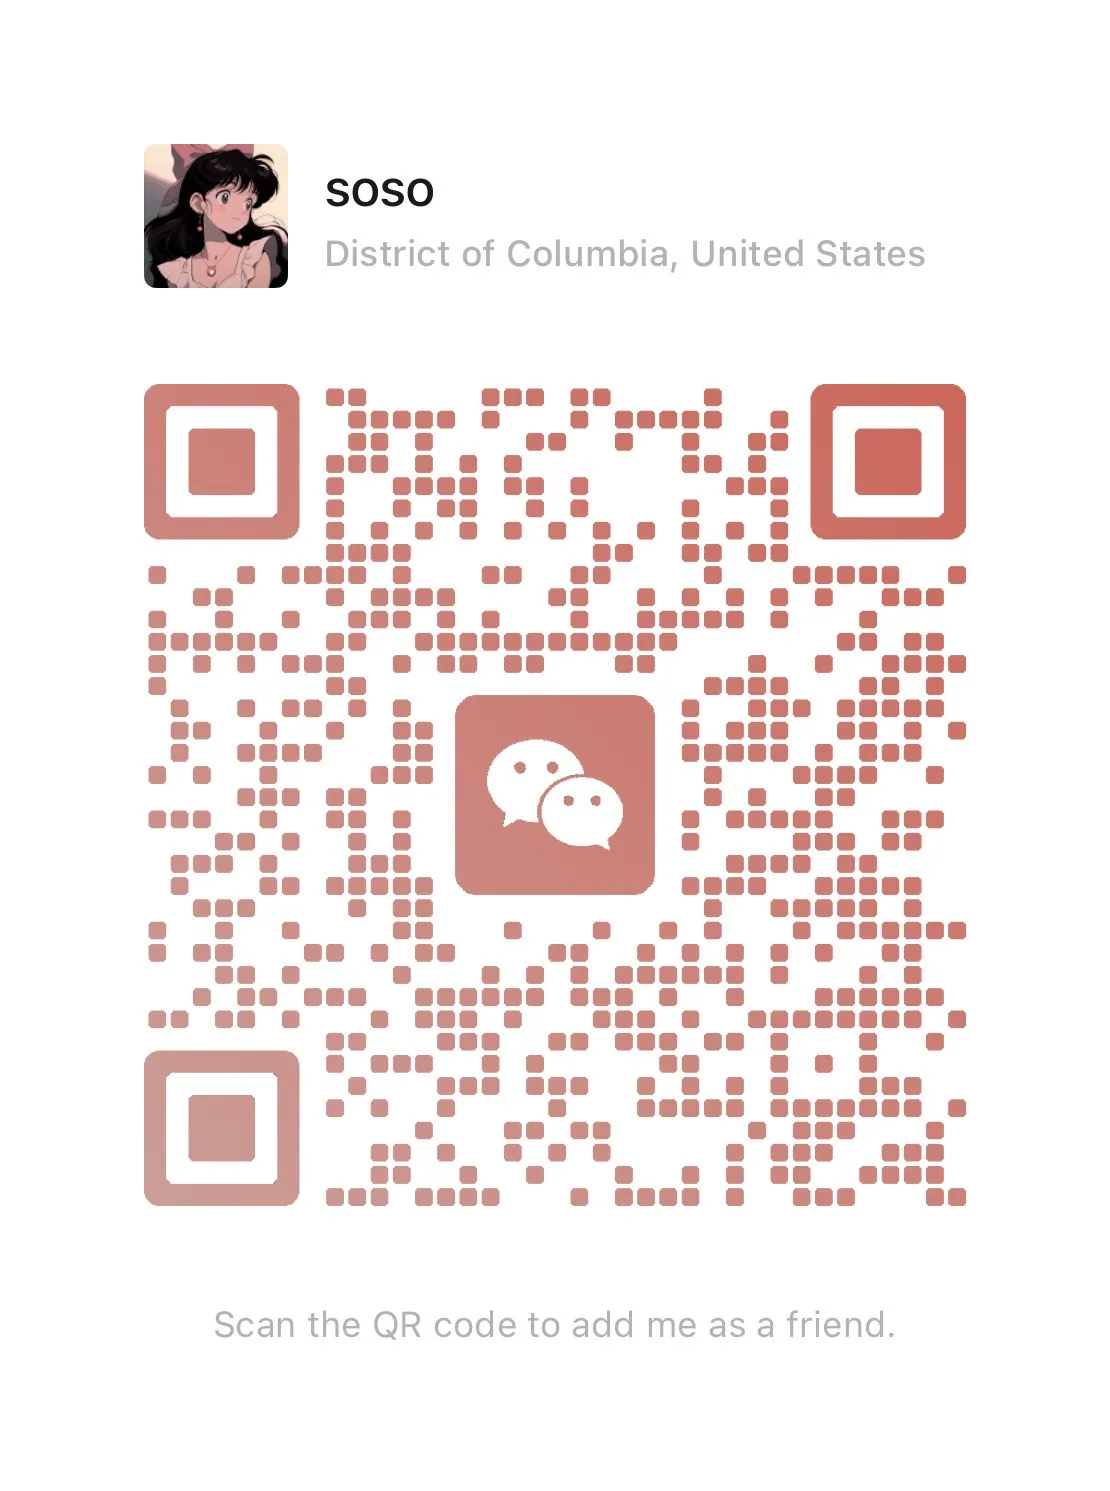 soso
District of Columbia, United States
Scan the QR code to add me as a friend.